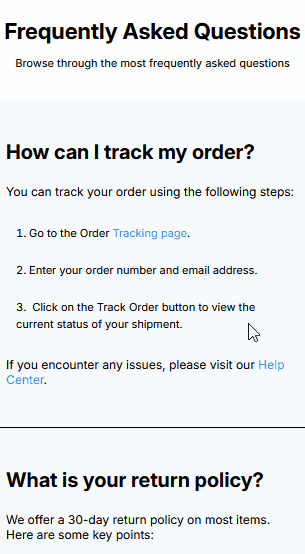 Frequently Asked Questions
Browse through the most frequently asked questions
How can I track my order?
You can track your order using the following steps:
1. Go to the Order Tracking page.
2. Enter your order number and email address.
3. Click on the Track Order button to view the
current status of your shipment.
If you encounter any issues, please visit our Help
Center.
What is your return policy?
We offer a 30-day return policy on most items.
Here are some key points: